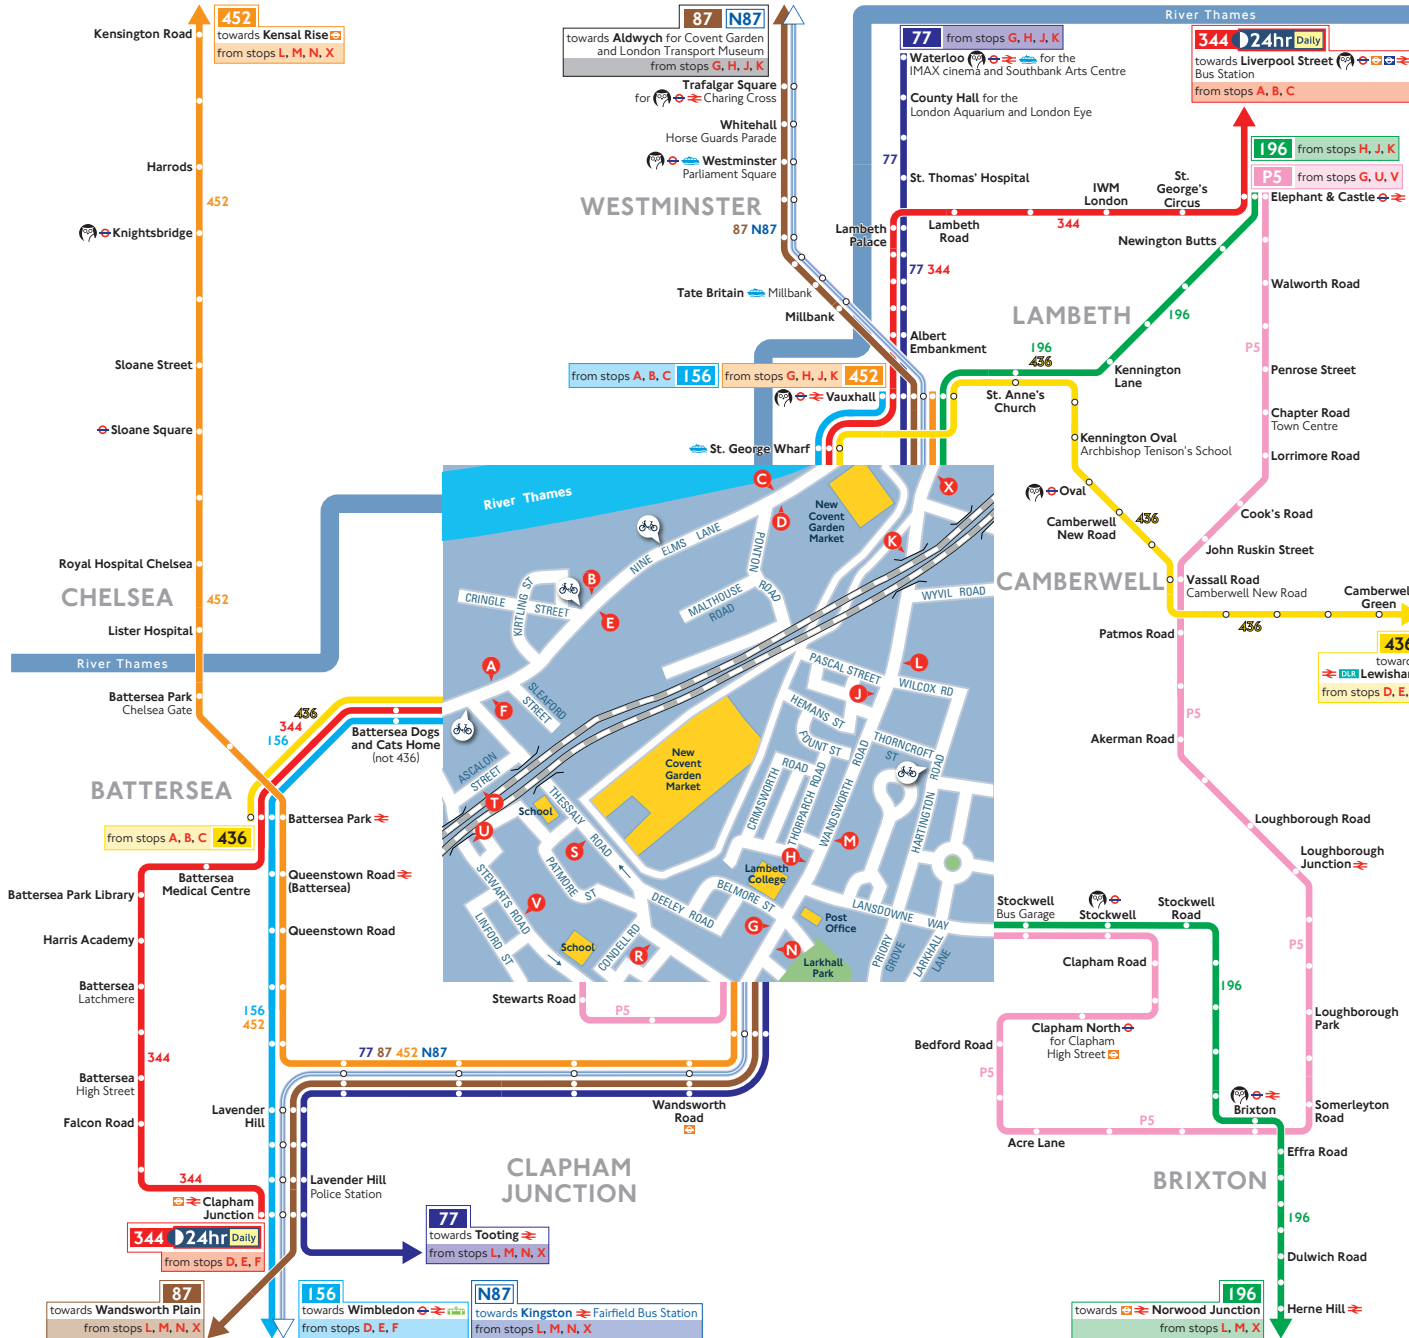 452
towards Kensal Rise
from stops L, M, N, X
Kensington Road
Harrods
452
Knightsbridge
Sloane Street
Sloane Square
Royal Hospital Chelsea
CHELSEA
452
Lister Hospital
River Thames
Battersea Park
Chelsea Gate
87 N87
towards Aldwych for Covent Garden
and London Transport Museum
from stops G, H, J, K
Trafalgar Square
for Charing Cross
Whitehall
Horse Guards Parade
Westminster
Parliament Square
WESTMINSTER
87 N87
Tate Britain Millbank
Millbank
River Thames
77 from stops G, H, J, K
Waterloo for the
IMAX cinema and Southbank Arts Centre
County Hall for the
London Aquarium and London Eye
77
St. Thomas' Hospital
344 24hr Daily
towards Liverpool Street
Bus Station
from stops A, B, C
196 from stops H, J, K
P5 from stops G, U, V
Elephant & Castle
St.
George's
Circus
IWM
London
344
Lambeth
Road
Lambeth
Palace
77 344
Newington Butts
Walworth Road
LAMBETH
196
Albert
Embankment
P5
196
436
Kennington
Lane
Penrose Street
from stops A, B, C 156
from stops G, H, J, K 452
Vauxhall
St. Anne's
Church
Chapter Road
Town Centre
Kennington Oval
Archbishop Tenison's School
St. George Wharf
Lorrimore Road
Oval
Cook's Road
Camberwell
New Road
436
John Ruskin Street
CAMBERWELL
Vassall Road
Camberwell New Road
Camberwel
Green
436
Patmos Road
436
toward
DLR Lewisha
from stops D, E,
P5
Akerman Road
Loughborough Road
Loughborough
Junction
River Thames
C
D
New
Covent
Garden
Market
X
K
NINE ELMS LANE
PONTON
ROAD
B
E
CRINGLE
STREET
KIRTLING ST
MALTHOUSE
ROAD
WYVIL ROAD
A
F
SLEAFORD
STREET
PASCAL STREET
L
WILCOX RD
J
HEMANS ST
ASCALON
STREET
New
Covent
Garden
Market
FOUNT ST
THORNCROFT
ST
T
School
THESSALY
ROAD
CRIMSWORTH
ROAD
THORPARCH ROAD
WANDSWORTH
ROAD
HARTINGTON
ROAD
U
S
H
M
STEWARTS ROAD
PATMORE
ST
Lambeth
College
BELMORE ST
V
LINFORD ST
DEELEY ROAD
Post
Office
LANSDOWNE WAY
School
CONDELL RD
R
G
N
Larkhall
Park
PRIORY
GROVE
LARKHALL
LANE
436
344
156
Battersea Dogs
and Cats Home
(not 436)
BATTERSEA
from stops A, B, C 436
Battersea Park
Battersea
Medical Centre
Queenstown Road
(Battersea)
Battersea Park Library
Harris Academy
Queenstown Road
Battersea
Latchmere
156
452
344
Battersea
High Street
Falcon Road
Lavender
Hill
344
Clapham
Junction
344 24hr Daily
from stops D, E, F
Lavender Hill
Police Station
77 87 452 N87
Stewarts Road
P5
Wandsworth
Road
CLAPHAM
JUNCTION
77
towards Tooting
from stops L, M, N, X
87
towards Wandsworth Plain
from stops L, M, N, X
156
towards Wimbledon
from stops D, E, F
N87
towards Kingston Fairfield Bus Station
from stops L, M, N, X
Stockwell
Bus Garage
Stockwell
Stockwell
Road
Clapham Road
196
P5
Clapham North
for Clapham
High Street
Bedford Road
P5
Loughborough
Park
Brixton
Somerleyton
Road
P5
Acre Lane
Effra Road
BRIXTON
196
Dulwich Road
196
towards Norwood Junction
from stops L, M, X
Herne Hill